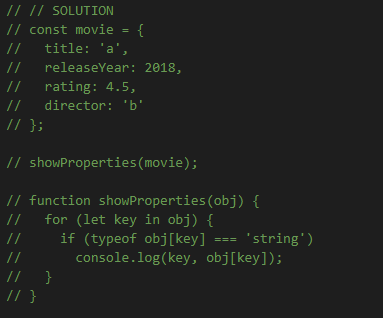 // // SOLUTION
// const movie = {
//   title: 'a',
//   releaseYear: 2018,
//   rating: 4.5,
//   director: 'b'
// };
// showProperties(movie);
// function showProperties(obj) {
//   for (let key in obj) {
//     if (typeof obj[key] === 'string')
//       console.log(key, obj[key]);
//   }
// }